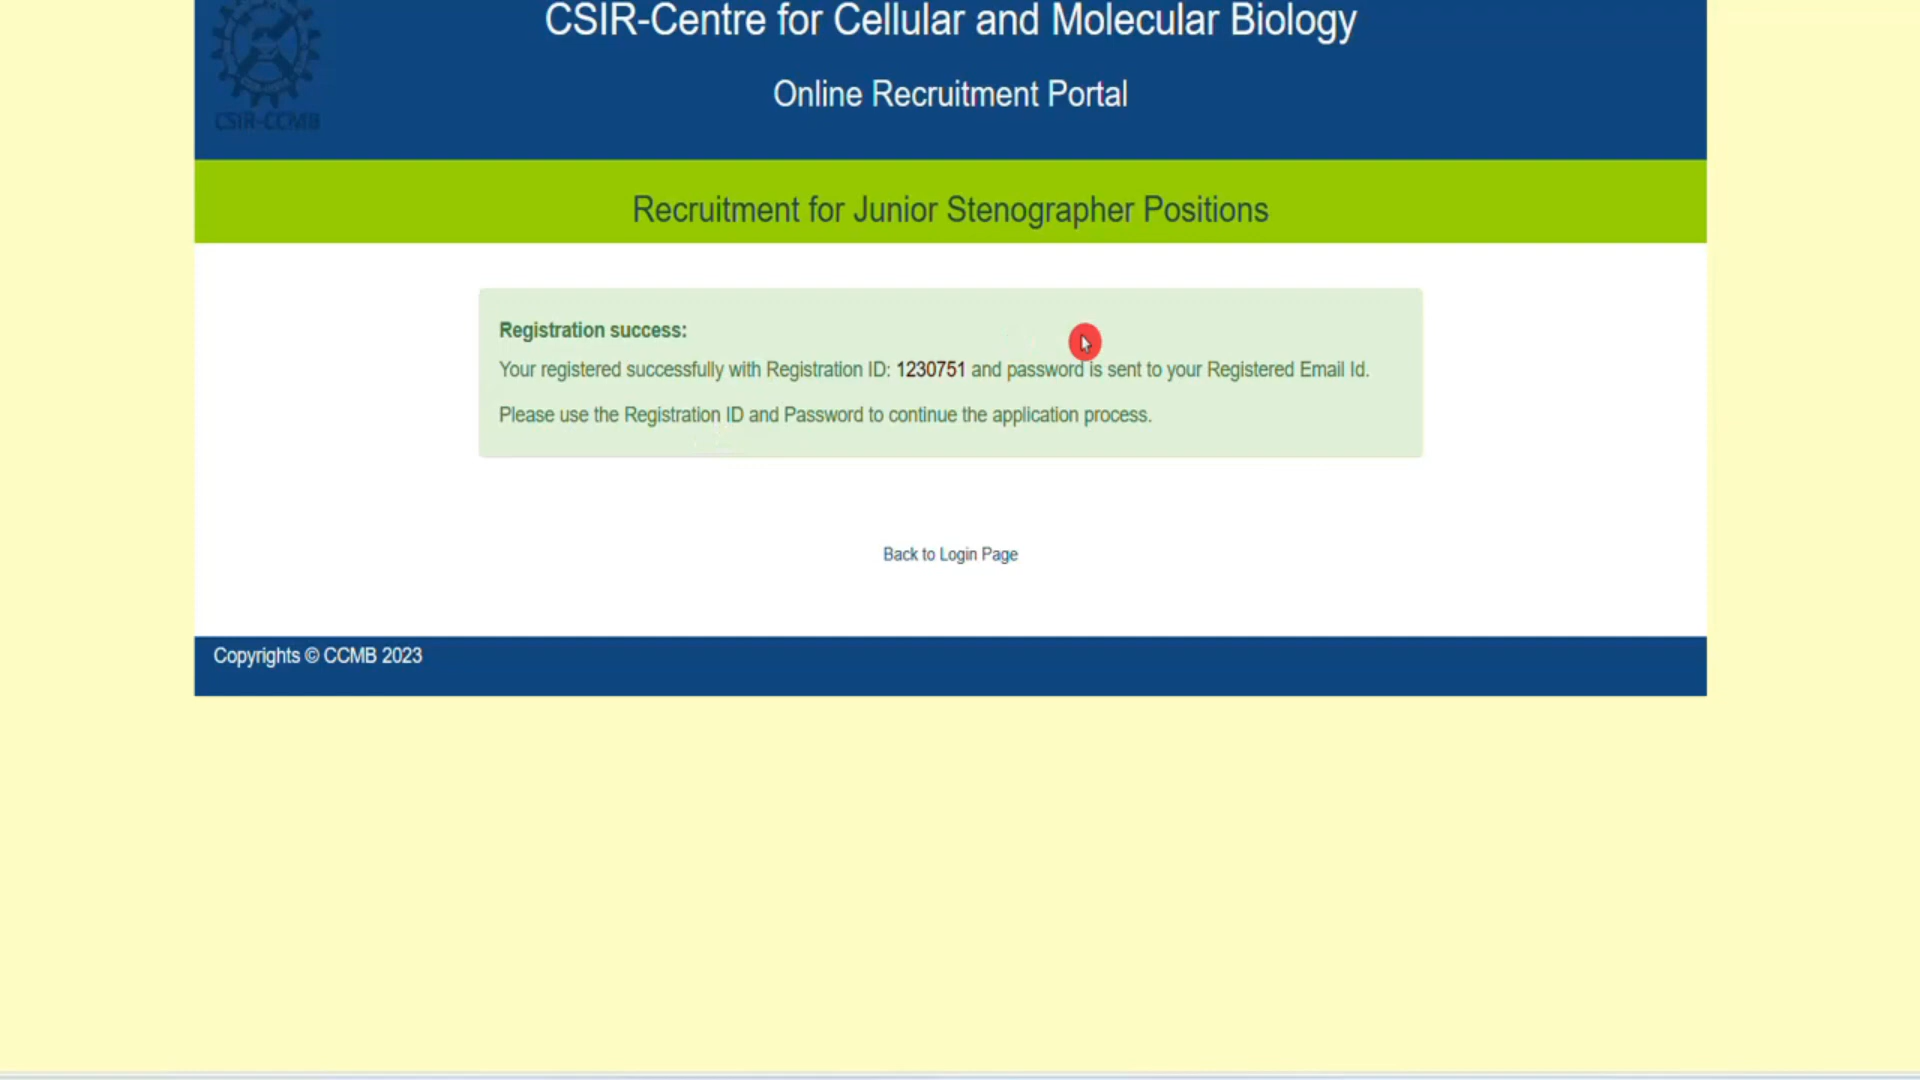 CSIR-Centre for Cellular and Molecular Biology
Online Recruitment Portal
CSIR-CCMB
Recruitment for Junior Stenographer Positions
Registration success:
Your registered successfully with Registration ID: 1230751 and password is sent to your Registered Email Id.
Please use the Registration ID and Password to continue the application process.
Back to Login Page
Copyrights © CCMB 2023